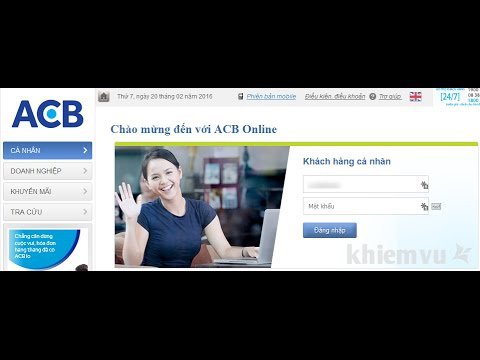 ACB
Thứ 7, ngày 20 tháng 02 năm 2016
Phiên bản mobile
Điều kiện, điều khoản
Trợ giúp
[24/7]
Chào mừng đến với ACB Online
CÁ NHÂN
DOANH NGHIỆP
KHUYẾN MÃI
TRA CỨU
Khách hàng cá nhân
Mật khẩu
Đăng nhập
Chẳng cần dừng
cuộc vui, hóa đơn
hàng tháng đã có
ACB lo
khiemvu